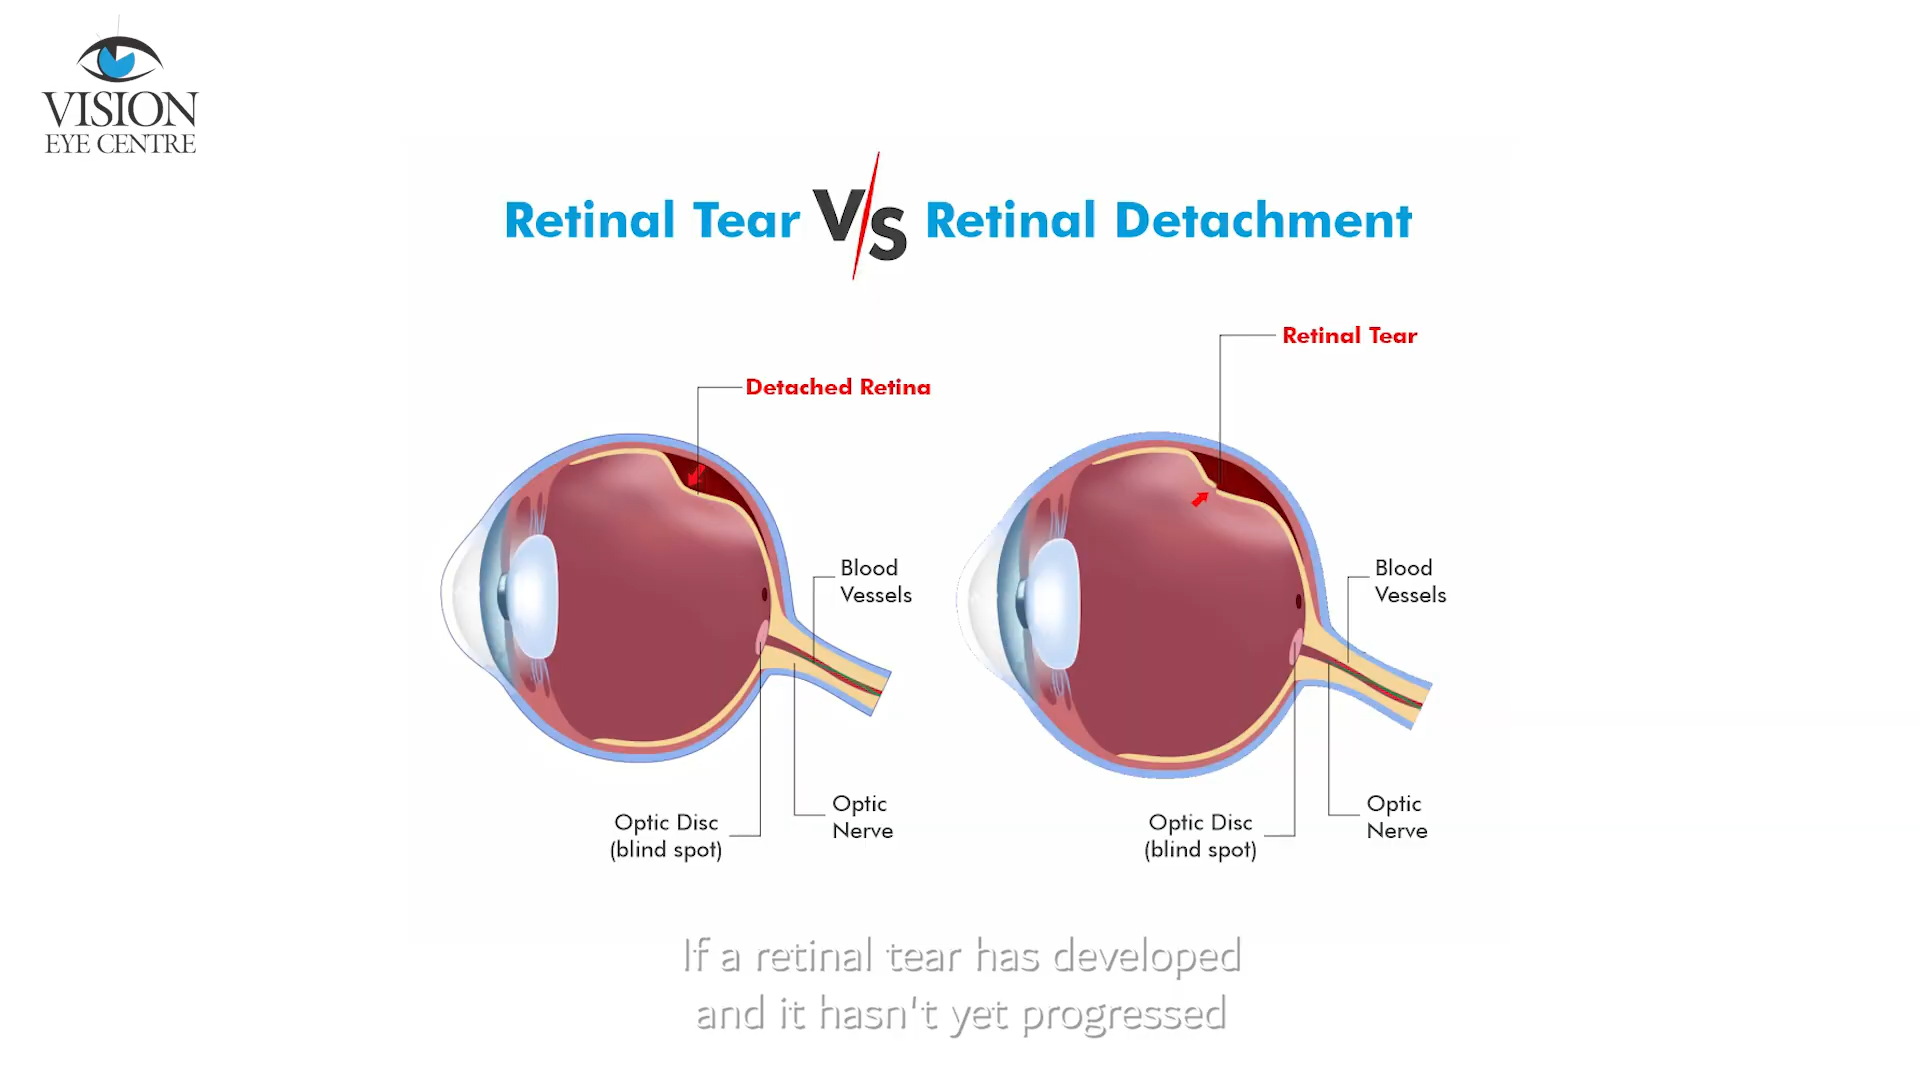 VISION
EYE CENTRE
Retinal Tear VS Retinal Detachment
Detached Retina
Blood
Vessels
Optic Disc
(blind spot)
Optic
Nerve
Retinal Tear
Blood
Vessels
Optic Disc
(blind spot)
Optic
Nerve
If a retinal tear has developed
and it hasn't yet progressed